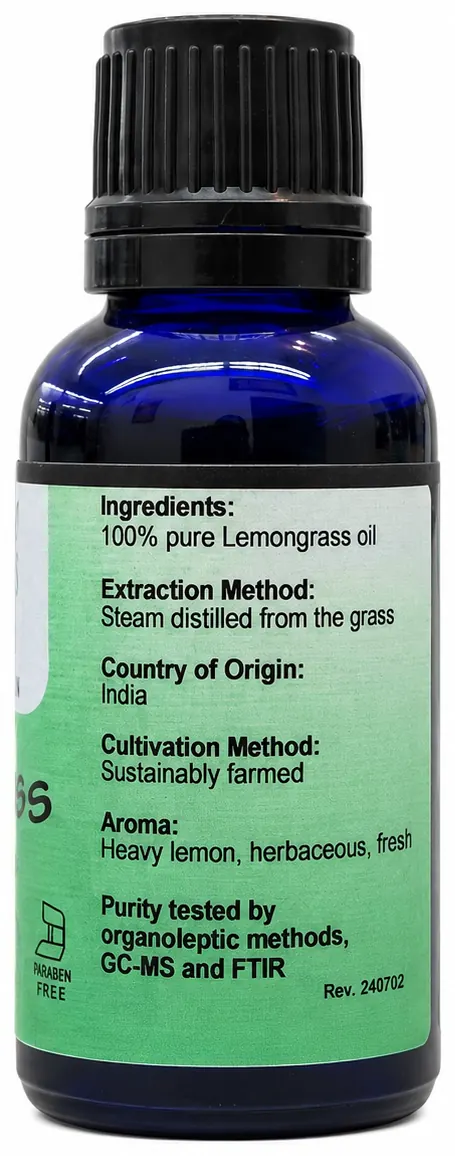 Ingredients:
100% pure Lemongrass oil
Extraction Method:
Steam distilled from the grass
Country of Origin:
India
Cultivation Method:
Sustainably farmed
Aroma:
Heavy lemon, herbaceous, fresh
Purity tested by
organoleptic methods,
GC-MS and FTIR
Rev. 240702
PARABEN
FREE